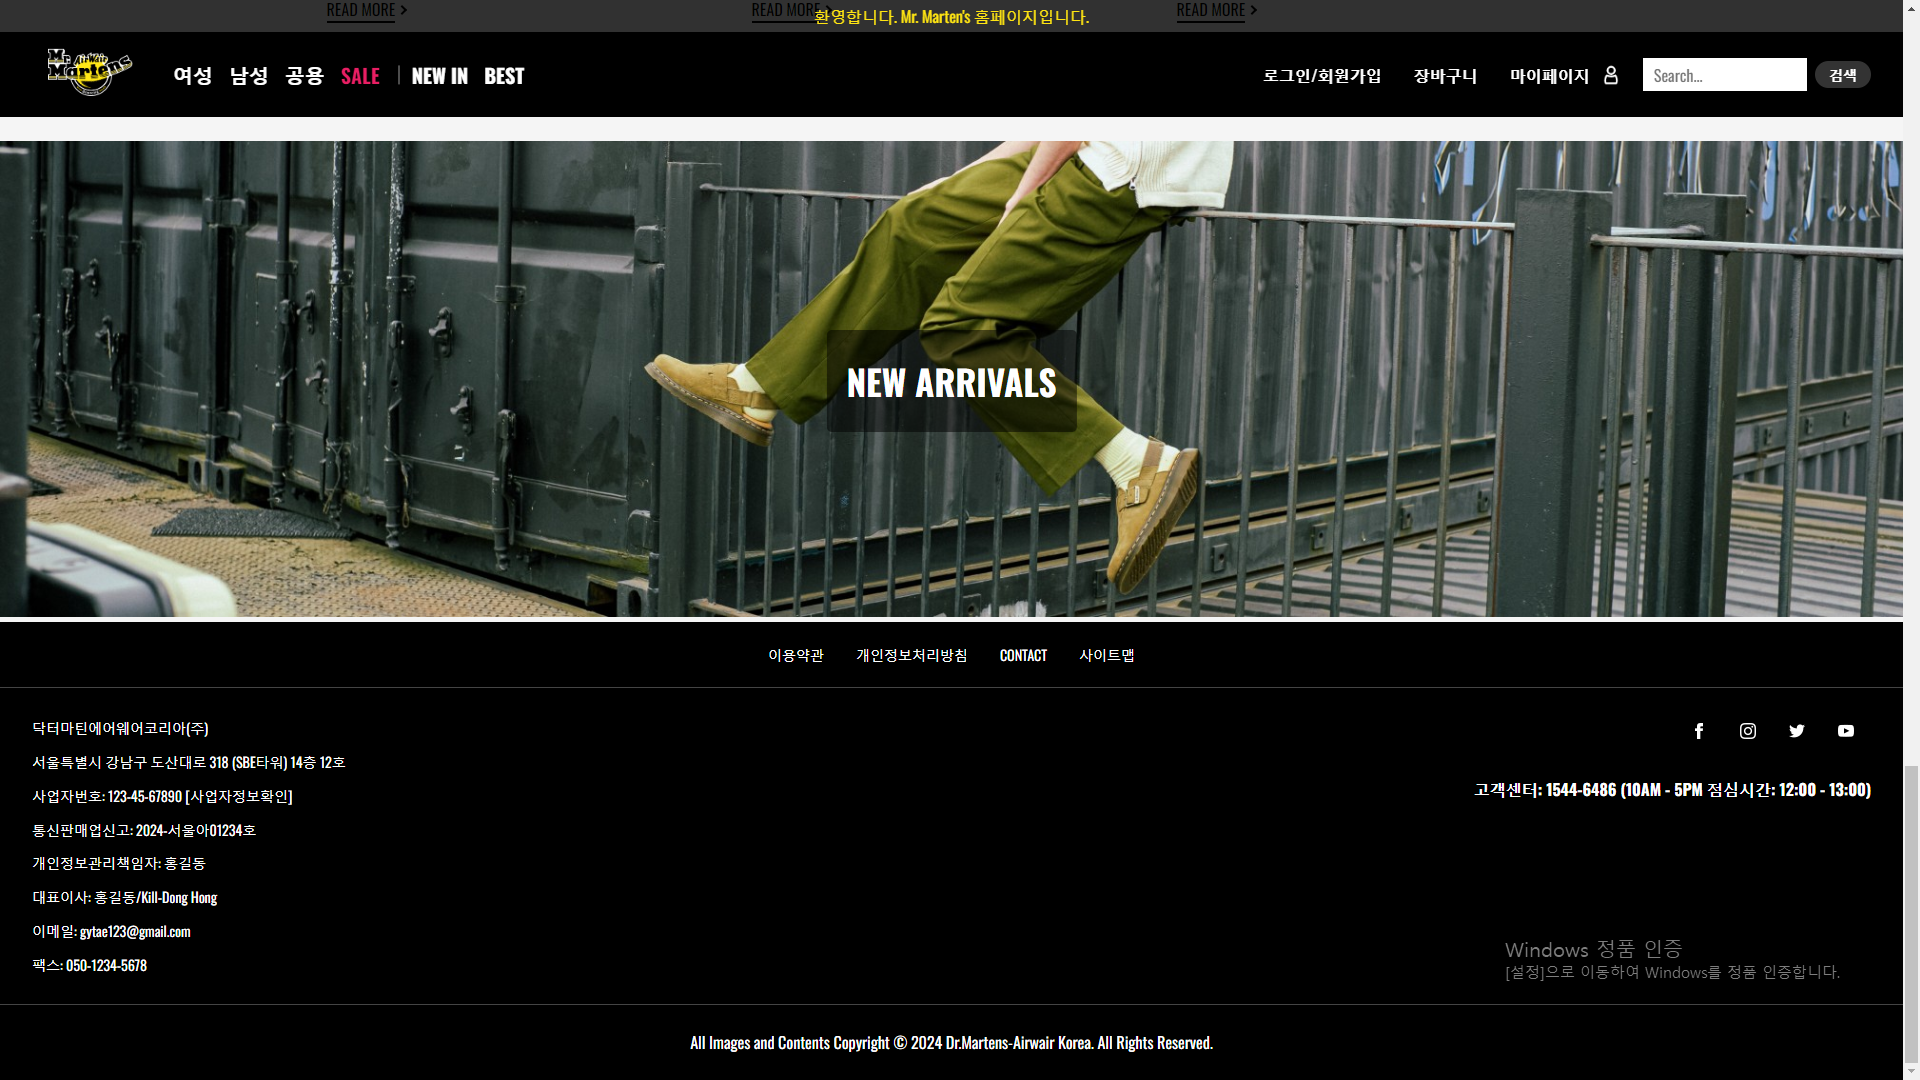 READ MORE READ MORE READ MORE
환영합니다. Mr. Marten's 홈페이지입니다.
Mr. AirWair
Martens
여성 남성 공용 SALE NEW IN BEST
로그인/회원가입 장바구니 마이페이지 Search... 검색
NEW ARRIVALS
이용약관 개인정보처리방침 CONTACT 사이트맵
닥터마틴에어웨어코리아(주)
서울특별시 강남구 도산대로 318 (SBE타워) 14층 12호
사업자번호: 123-45-67890 [사업자정보확인]
통신판매업신고: 2024-서울아01234호
개인정보관리책임자: 홍길동
대표이사: 홍길동/Kill-Dong Hong
이메일: gytae123@gmail.com
팩스: 050-1234-5678
고객센터: 1544-6486 (10AM - 5PM 점심시간: 12:00 - 13:00)
Windows 정품 인증
[설정]으로 이동하여 Windows를 정품 인증합니다.
All Images and Contents Copyright © 2024 Dr.Martens-Airwair Korea. All Rights Reserved.